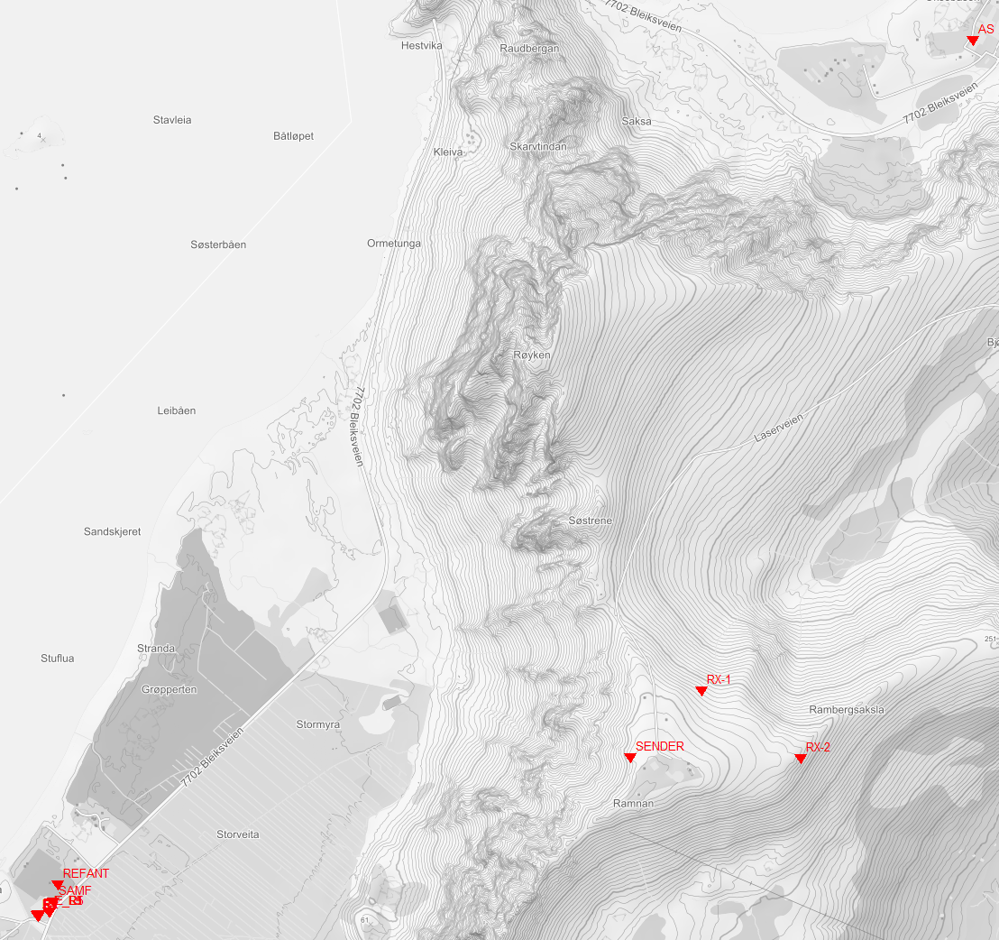 7702 Bleiksveien
AS
Hestvika
Raudbergan
7702 Bleiksveien
Stavleia
Saksa
4
Båtløpet
Skarvtindan
Kleiva
Søsterbåen
Ormetunga
Røyken
Leibåen
7702 Bleiksveien
Laserveien
Søstrene
Sandskjeret
251
Stranda
Stuflua
RX-1
Grøpperten
Rambergsaksla
Stormyra
RX-2
SENDER
7702 Bleiksveien
Ramnan
Storveita
REFANT
SAMF
61